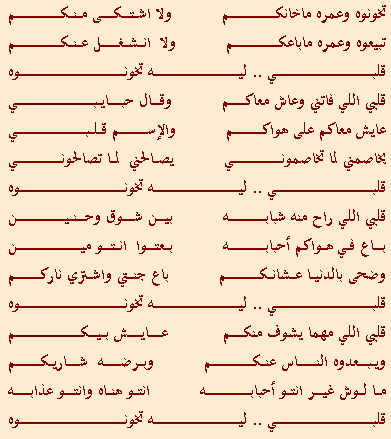 تخونوه وعمره ماخانكم ولا اشتكى منكم
تبيعوه وعمره ماباعكم ولا انشغل عنكم
قلبي .. ليه تخونوه
قلبي اللي فاتني وعاش معاكم وقال حبايبي
عايش معاكم على هواكم والإسم قلبي
يخاصمني لما تخاصموني يصالحني لما تصالحوني
قلبي .. ليه تخونوه
قلبي اللي راح منه شبابه بين شوق وحنين
باع في هواكم أحبابه بعتوا انتو مين
وضحى بالدنيا عشانكم باع جنتي واشترى ناركم
قلبي .. ليه تخونوه
قلبي اللي مهما يشوف منكم عايش بيكم
ويبعدوه الناس عنكم وبرضه شاريكم
ما لوش غير انتو أحبابه انتو هناه وانتو عذابه
قلبي .. ليه تخونوه